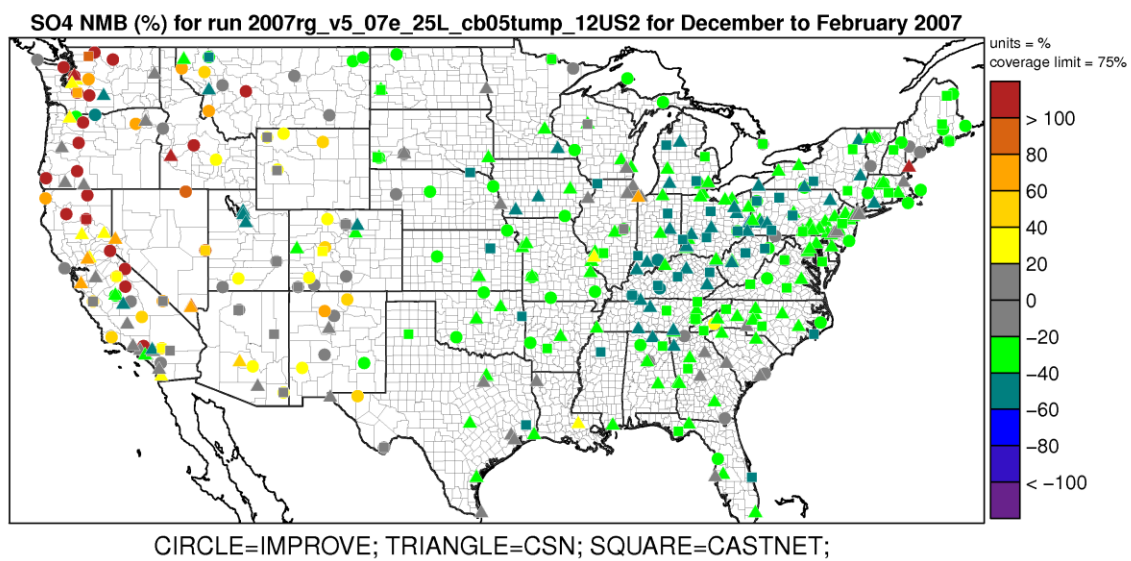 SO4 NMB (%) for run 2007rg_v5_07e_25L_cb05tump_12US2 for December to February 2007
units = %
coverage limit = 75%
> 100
80
60
40
20
0
−20
−40
−60
−80
< −100
CIRCLE=IMPROVE; TRIANGLE=CSN; SQUARE=CASTNET;